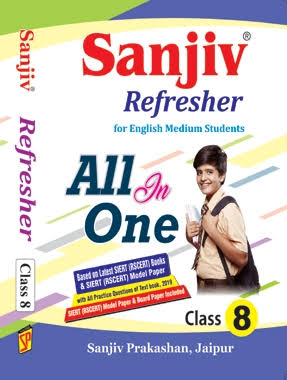 Sanjiv®
Refresher
for English Medium Students
All In
One
Based on Latest SIERT (RSCERT) Books
& SIERT (RSCERT) Model Paper
with All Practice Questions of Text book, 2019
SIERT (RSCERT) Model Paper & Board Paper Included
Class 8
Sanjiv Prakashan, Jaipur
Sanjiv®
Refresher
Class 8
SP